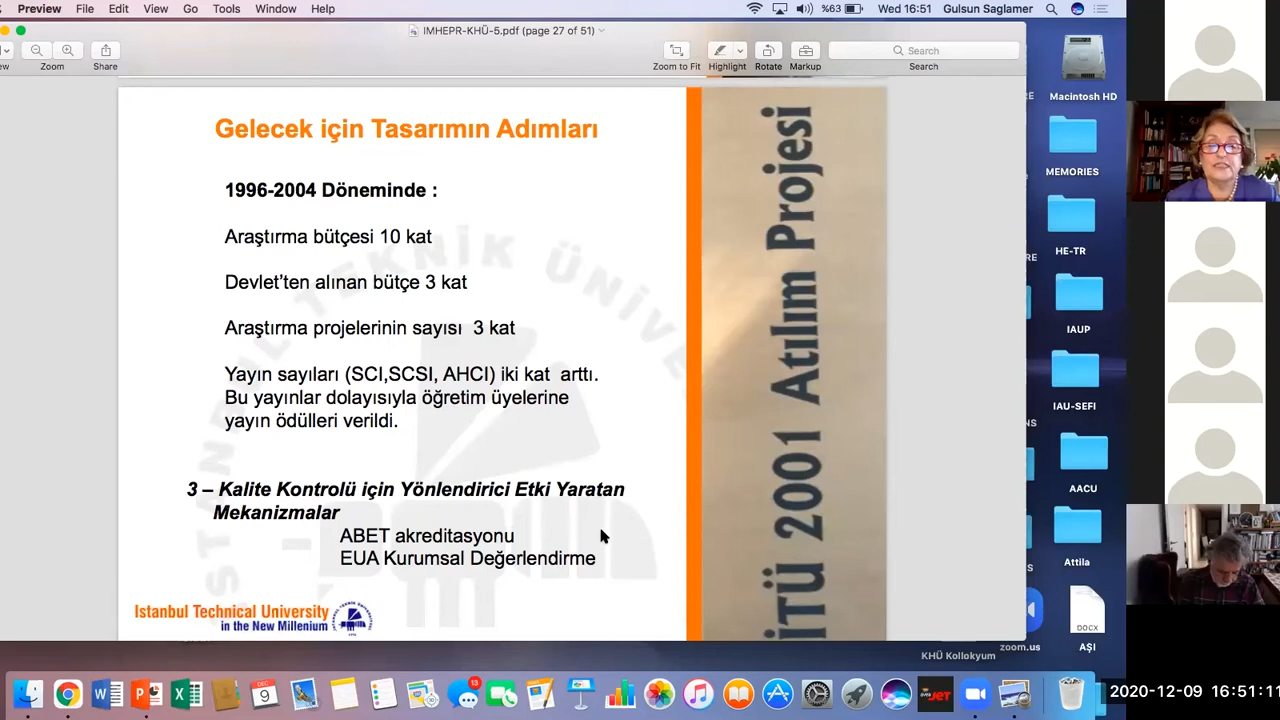 Preview File Edit View Go Tools Window Help
%63 Wed 16:51 Gulsun Saglamer
IMHEPR-KHÜ-5.pdf (page 27 of 51)
Zoom Share Zoom to Fit Highlight Rotate Markup Search
Search
Gelecek için Tasarımın Adımları
1996-2004 Döneminde :
Araştırma bütçesi 10 kat
Devlet'ten alınan bütçe 3 kat
Araştırma projelerinin sayısı 3 kat
Yayın sayıları (SCI,SCSI, AHCI) iki kat arttı.
Bu yayınlar dolayısıyla öğretim üyelerine
yayın ödülleri verildi.
3 – Kalite Kontrolü için Yönlendirici Etki Yaratan
Mekanizmalar
ABET akreditasyonu
EUA Kurumsal Değerlendirme
Istanbul Technical University
in the New Millenium
İTÜ 2001 Atılım Projesi
Macintosh HD
MEMORIES
HE-TR
IAUP
IAU-SEFI
AACU
Attila
DOCX
AŞI
zoom.us
KHÜ Kollokyum
DEC
9
13
JET
2020-12-09 16:51:11